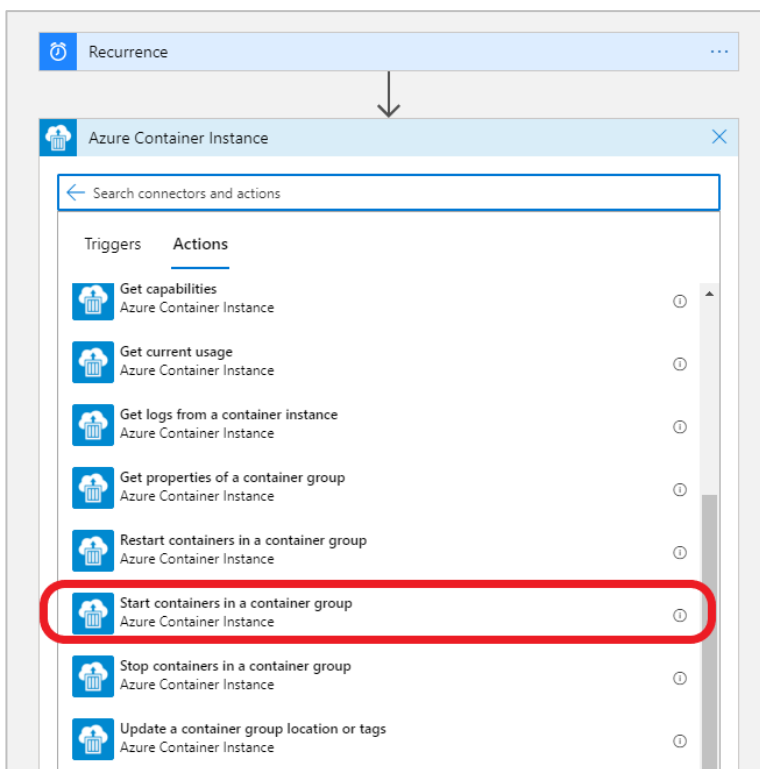 Recurrence
Azure Container Instance
Search connectors and actions
Triggers Actions
Get capabilities
Azure Container Instance
Get current usage
Azure Container Instance
Get logs from a container instance
Azure Container Instance
Get properties of a container group
Azure Container Instance
Restart containers in a container group
Azure Container Instance
Start containers in a container group
Azure Container Instance
Stop containers in a container group
Azure Container Instance
Update a container group location or tags
Azure Container Instance